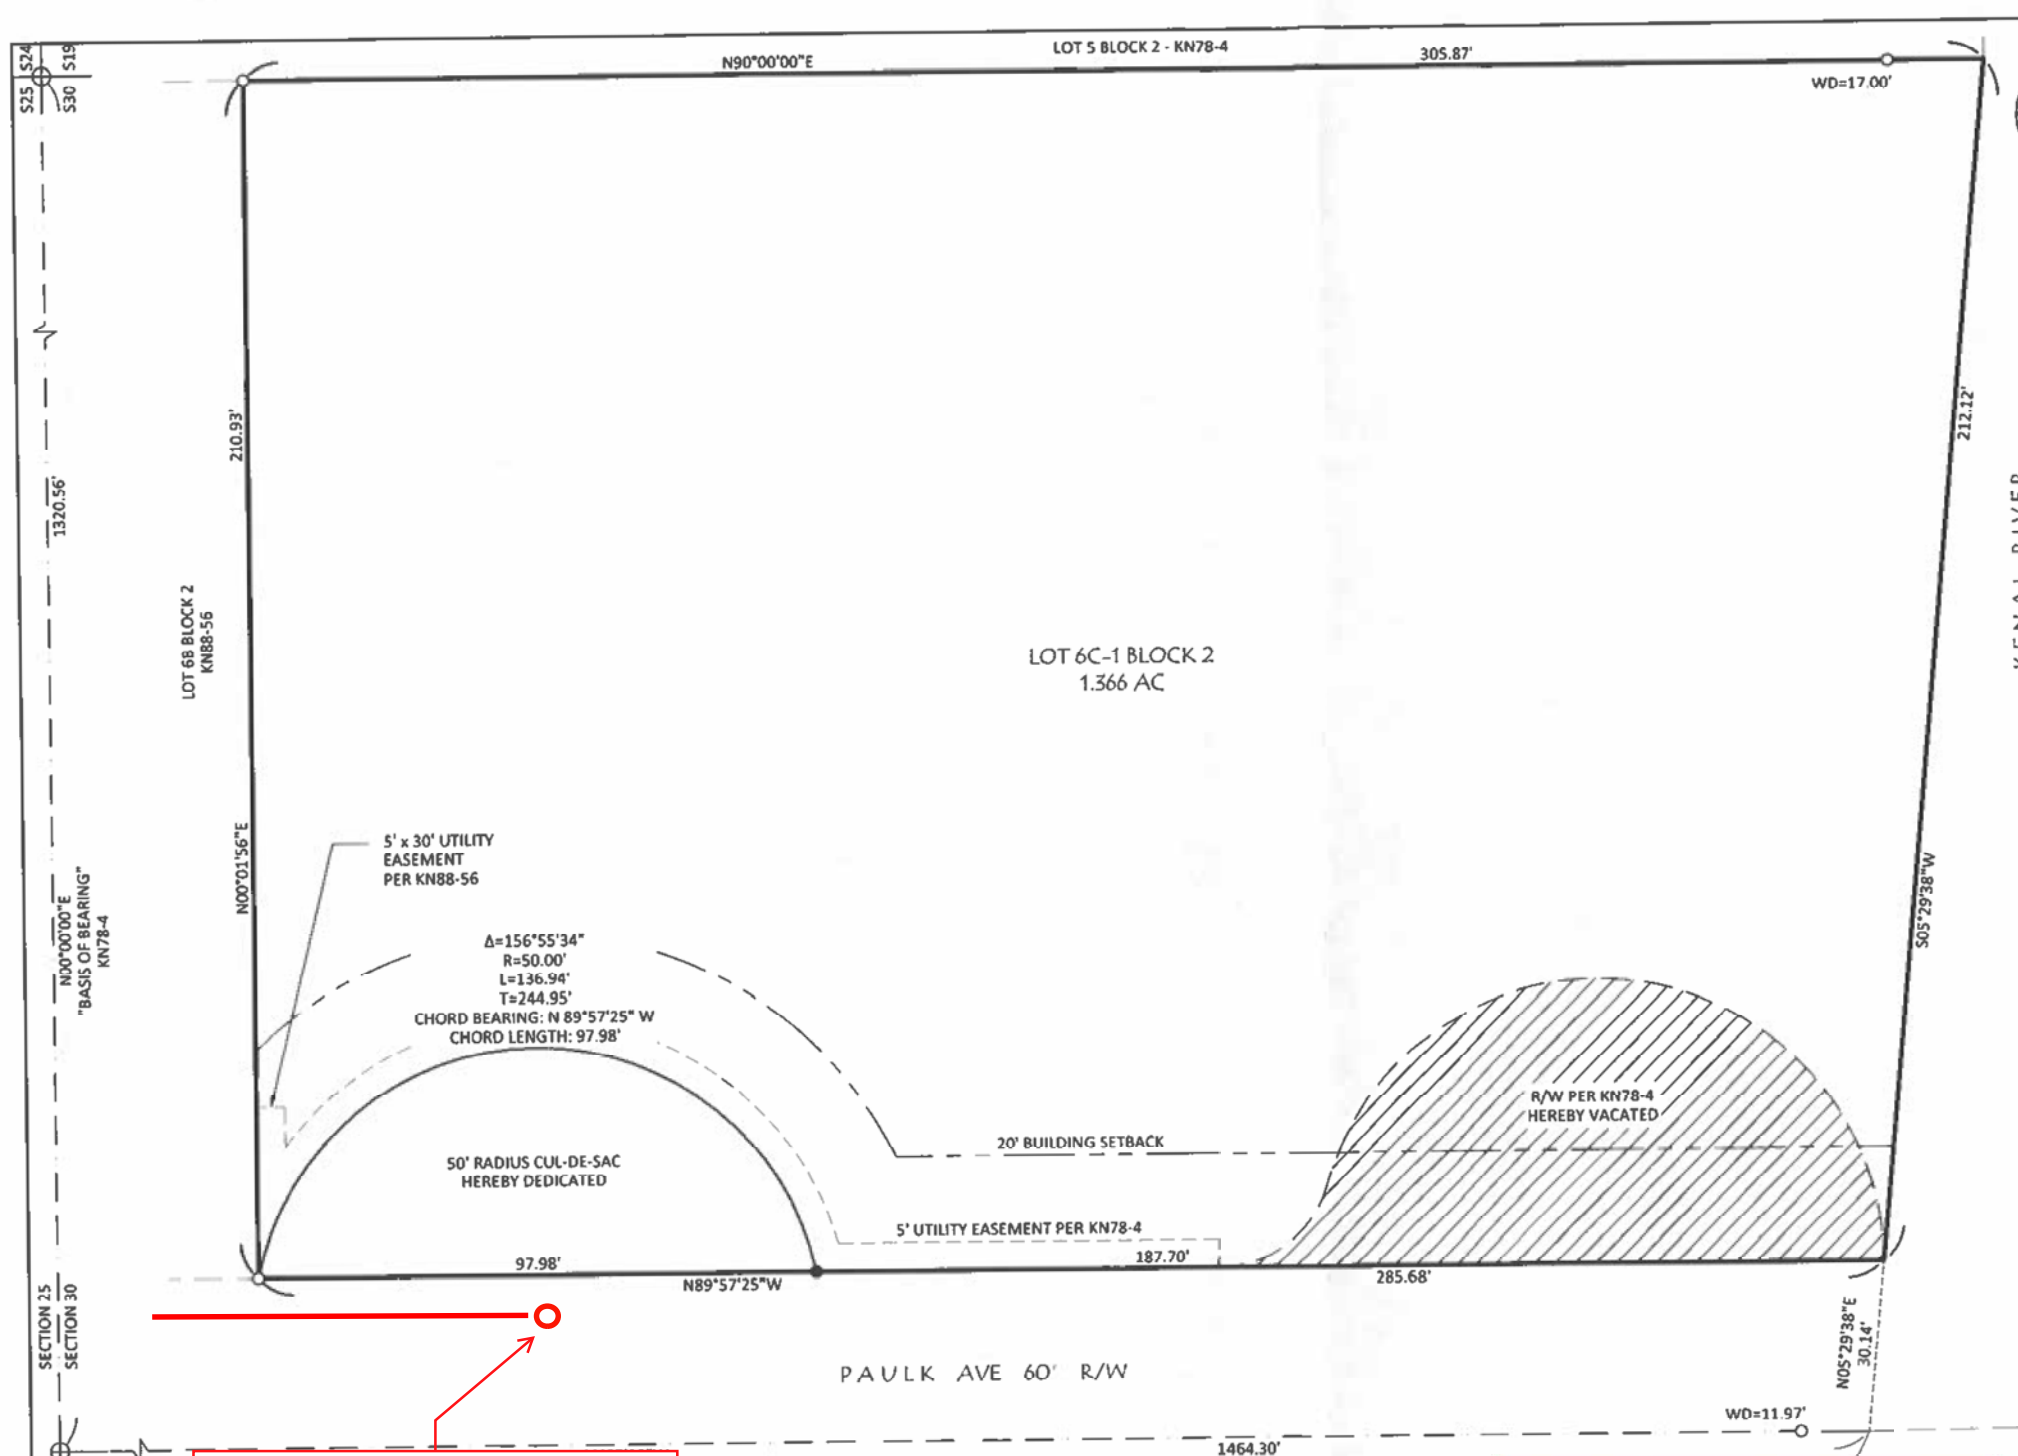 LOT 5 BLOCK 2 - KN78-4
N90°00'00"E
305.87'
WD=17.00'
S24
S19
S25
S30
210.93'
212.12'
1320.56'
LOT 6B BLOCK 2
KN88-56
LOT 6C-1 BLOCK 2
1.366 AC
N00°01'56"E
S05°29'38"W
N00°00'00"E
"BASIS OF BEARING"
KN78-4
5' x 30' UTILITY
EASEMENT
PER KN88-56
Δ=156°55'34"
R=50.00'
L=136.94'
T=244.95'
CHORD BEARING: N 89°57'25" W
CHORD LENGTH: 97.98'
R/W PER KN78-4
HEREBY VACATED
20' BUILDING SETBACK
50' RADIUS CUL-DE-SAC
HEREBY DEDICATED
5' UTILITY EASEMENT PER KN78-4
97.98'
187.70'
N89°57'25"W
285.68'
SECTION 25
SECTION 30
N05°29'38"E
30.14'
PAULK AVE 60' R/W
WD=11.97'
1464.30'